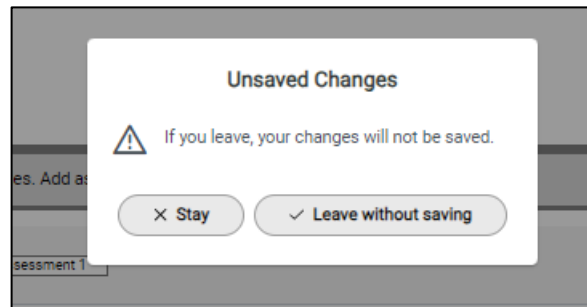 Unsaved Changes
If you leave, your changes will not be saved.
es. Add as
Stay
Leave without saving
sessment 1